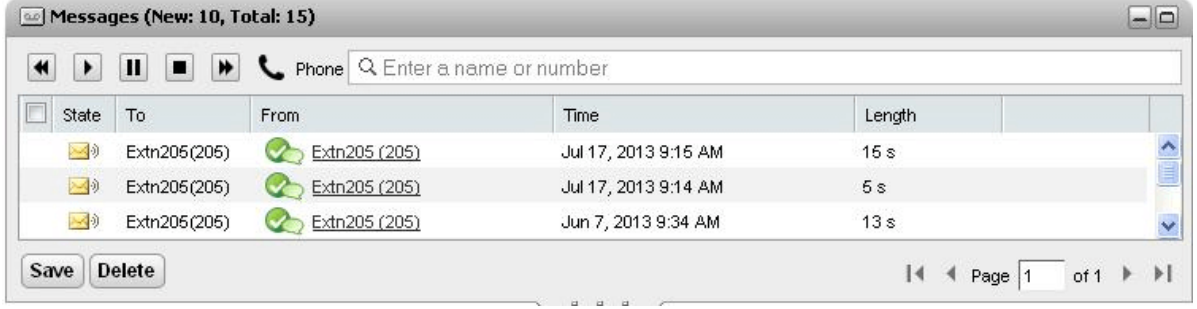 Messages (New: 10, Total: 15)
Phone Enter a name or number
State To From Time Length
Extn205(205) Extn205 (205) Jul 17, 2013 9:15 AM 15 s
Extn205(205) Extn205 (205) Jul 17, 2013 9:14 AM 5 s
Extn205(205) Extn205 (205) Jun 7, 2013 9:34 AM 13 s
Save Delete Page 1 of 1